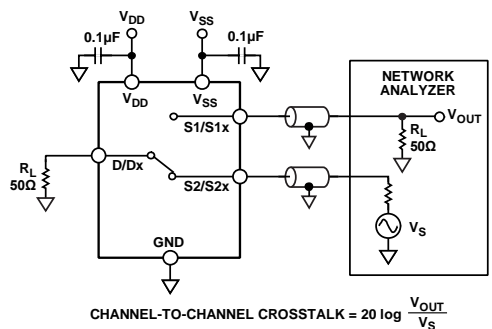 V_DD V_SS
0.1µF 0.1µF
V_DD V_SS
NETWORK
ANALYZER
S1/S1x
V_OUT
R_L
50Ω
D/Dx
R_L
50Ω
S2/S2x
V_S
GND
CHANNEL-TO-CHANNEL CROSSTALK = 20 log V_OUT / V_S